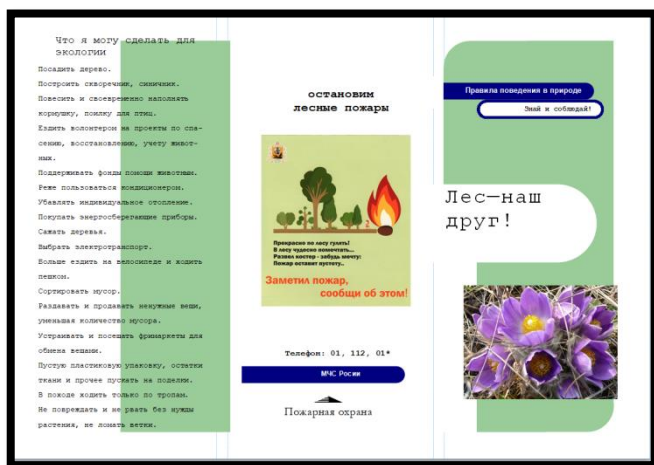 Что я могу сделать для
экологии
Посадить дерево.
Построить скворечник, синичник.
Повесить и своевременно наполнять
кормушку, поилку для птиц.
Ездить волонтером на проекты по спа-
сению, восстановлению, учету живот-
ных.
Поддерживать фонды помощи животным.
Реже пользоваться кондиционером.
Убавлять индивидуальное отопление.
Покупать энергосберегающие приборы.
Сажать деревья.
Выбрать электротранспорт.
Больше ездить на велосипеде и ходить
пешком.
Сортировать мусор.
Раздавать и продавать ненужные вещи,
уменьшая количество мусора.
Устраивать и посещать фримаркеты для
обмена вещами.
Пустую пластиковую упаковку, остатки
ткани и прочее пускать на поделки.
В походе ходить только по тропам.
Не повреждать и не рвать без нужды
растения, не ломать ветки.
остановим
лесные пожары
Прекрасно по лесу гулять!
В лесу чудесно помечтать...
Развел костер - забудь мечту:
Пожар оставит пустоту..
Заметил пожар,
сообщи об этом!
Телефон: 01, 112, 01*
МЧС Росии
Пожарная охрана
Правила поведения в природе
Знай и соблюдай!
Лес—наш
друг!